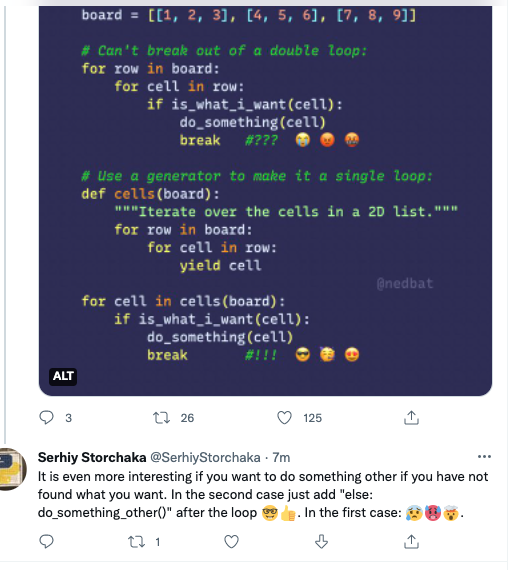 board = [[1, 2, 3], [4, 5, 6], [7, 8, 9]]
# Can't break out of a double loop:
for row in board:
    for cell in row:
        if is_what_i_want(cell):
            do_something(cell)
            break   #??? 😭 😡 🤬
# Use a generator to make it a single loop:
def cells(board):
    """Iterate over the cells in a 2D list."""
    for row in board:
        for cell in row:
            yield cell
@nedbat
for cell in cells(board):
    if is_what_i_want(cell):
        do_something(cell)
        break       #!!! 😎 🥳 😍
ALT
3 26 125
Serhiy Storchaka @SerhiyStorchaka · 7m
It is even more interesting if you want to do something other if you have not
found what you want. In the second case just add "else:
do_something_other()" after the loop 🤓👍. In the first case: 😰🥵🤯.
1